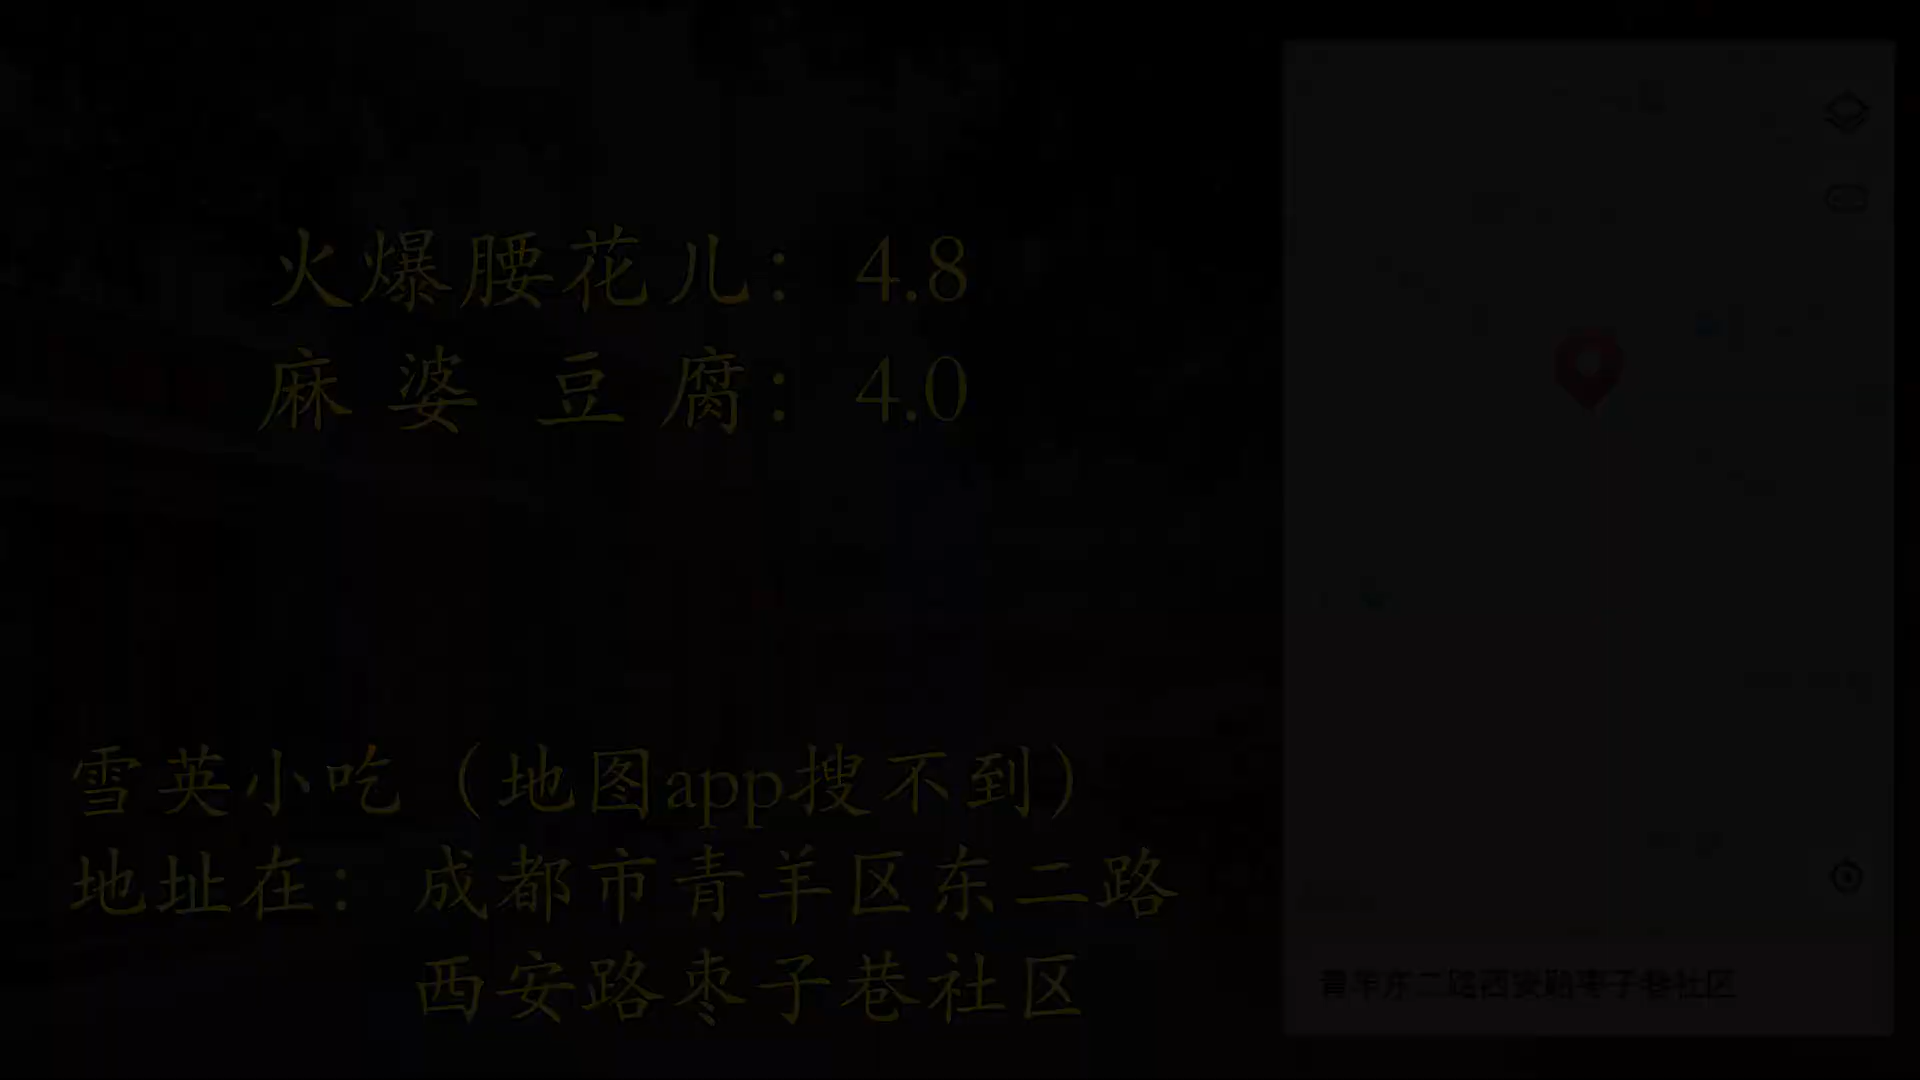 火爆腰花儿：4.8
麻婆豆腐：4.0
雪英小吃（地图app搜不到）
地址在：成都市青羊区东二路
西安路枣子巷社区
青羊东二路西安路枣子巷社区